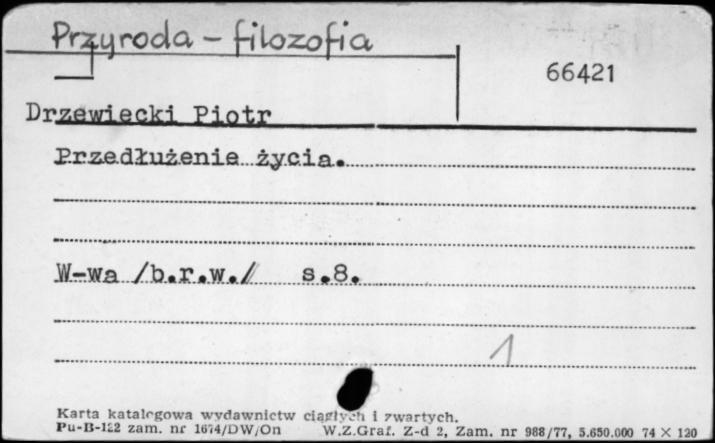 Przyroda - filozofia
66421
Drzewiecki Piotr
Przedłużenie życia.
W-wa /b.r.w./ s.8.
1
Karta katalogowa wydawnictw ciągłych i zwartych.
Pu-B-122 zam. nr 1674/DW/On W.Z.Graf. Z-d 2, Zam. nr 988/77, 5.650.000 74 X 120